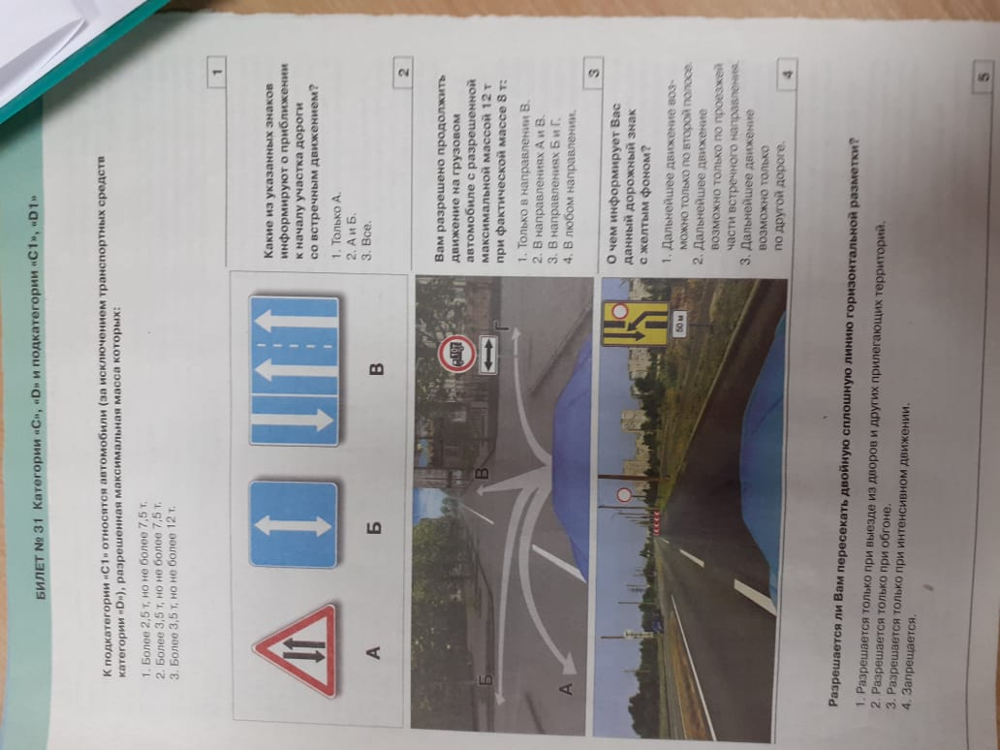 БИЛЕТ № 31 Категории «C», «D» и подкатегории «C1», «D1»
К подкатегории «C1» относятся автомобили (за исключением транспортных средств
категории «D»), разрешенная максимальная масса которых:
1. Более 2,5 т, но не более 7,5 т.
2. Более 3,5 т, но не более 7,5 т.
3. Более 3,5 т, но не более 12 т.
1
А
Б
В
Какие из указанных знаков
информируют о приближении
к началу участка дороги
со встречным движением?
1. Только А.
2. А и Б.
3. Все.
2
А
Б
В
Г
Вам разрешено продолжить
движение на грузовом
автомобиле с разрешенной
максимальной массой 12 т
при фактической массе 8 т:
1. Только в направлении В.
2. В направлениях А и В.
3. В направлениях Б и Г.
4. В любом направлении.
3
50 м
О чем информирует Вас
данный дорожный знак
с желтым фоном?
1. Дальнейшее движение воз-
можно только по второй полосе.
2. Дальнейшее движение
возможно только по проезжей
части встречного направления.
3. Дальнейшее движение
возможно только
по другой дороге.
4
Разрешается ли Вам пересекать двойную сплошную линию горизонтальной разметки?
1. Разрешается только при выезде из дворов и других прилегающих территорий.
2. Разрешается только при обгоне.
3. Разрешается только при интенсивном движении.
4. Запрещается.
5